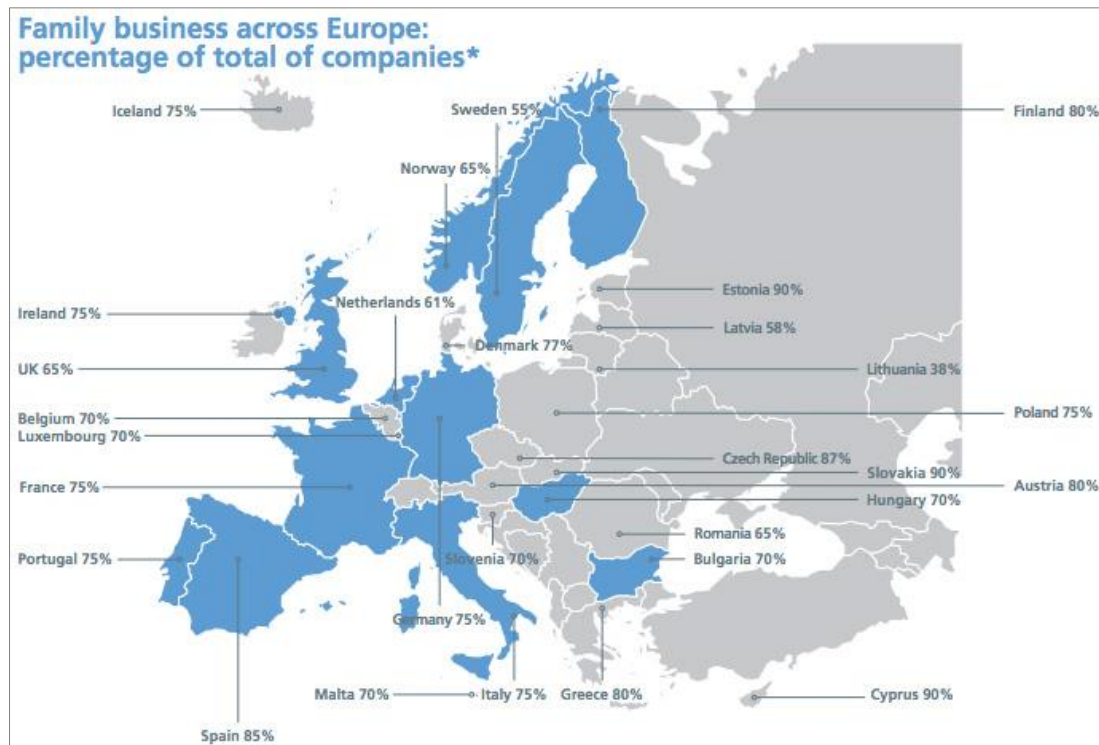 Family business across Europe:
percentage of total of companies*
Iceland 75%
Sweden 55%
Finland 80%
Norway 65%
Estonia 90%
Netherlands 61%
Ireland 75%
Latvia 58%
Denmark 77%
UK 65%
Lithuania 38%
Belgium 70%
Poland 75%
Luxembourg 70%
Czech Republic 87%
Slovakia 90%
France 75%
Austria 80%
Hungary 70%
Romania 65%
Portugal 75%
Slovenia 70%
Bulgaria 70%
Germany 75%
Malta 70%
Italy 75%
Greece 80%
Cyprus 90%
Spain 85%